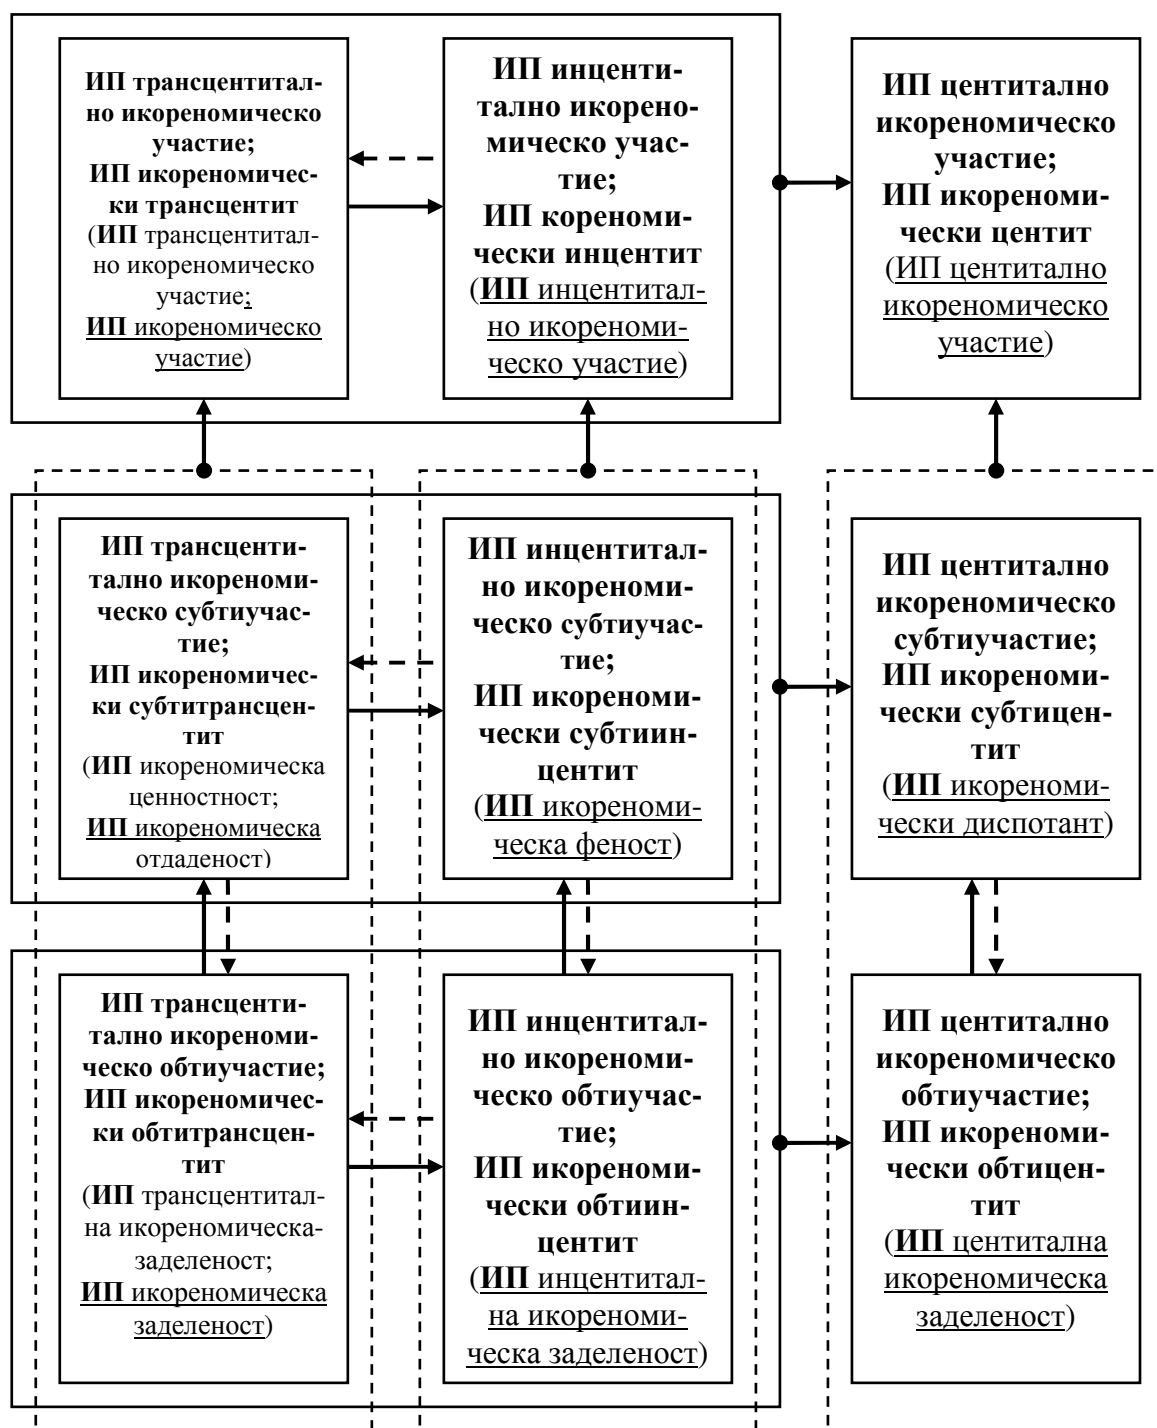 ИП трансцентитал-
но икореномическо
участие;
ИП икореномичес-
ки трансцентит
(ИП трансцентитал-
но икореномическо
участие;
ИП икореномическо
участие)
ИП инценти-
тално икорено-
мическо учас-
тие;
ИП корeноми-
чески инцентит
(ИП инцентитал-
но икореноми-
ческо участие)
ИП центитално
икореномическо
участие;
ИП икореноми-
чески центит
(ИП центитално
икореномическо
участие)
ИП трансценти-
тално икореноми-
ческо субтиучас-
тие;
ИП икореномичес-
ки субтитрансцен-
тит
(ИП икореномическа
ценностност;
ИП икореномическа
отдаденост)
ИП инцентитал-
но икореноми-
ческо субтиучас-
тие;
ИП икореноми-
чески субтиин-
центит
(ИП икореноми-
ческа феност)
ИП центитално
икореномическо
субтиучастие;
ИП икореноми-
чески субтицен-
тит
(ИП икореноми-
чески диспотант)
ИП трансценти-
тално икореноми-
ческо обтиучастие;
ИП икореномичес-
ки обтитрансцен-
тит
(ИП трансцентитал-
на икореномическа-
заделеност;
ИП икореномическа
заделеност)
ИП инцентитал-
но икореноми-
ческо обтиучас-
тие;
ИП икореноми-
чески обтиин-
центит
(ИП инцентитал-
на икореноми-
ческа заделеност)
ИП центитално
икореномическо
обтиучастие;
ИП икореноми-
чески обтицен-
тит
(ИП центитална
икореномическа
заделеност)